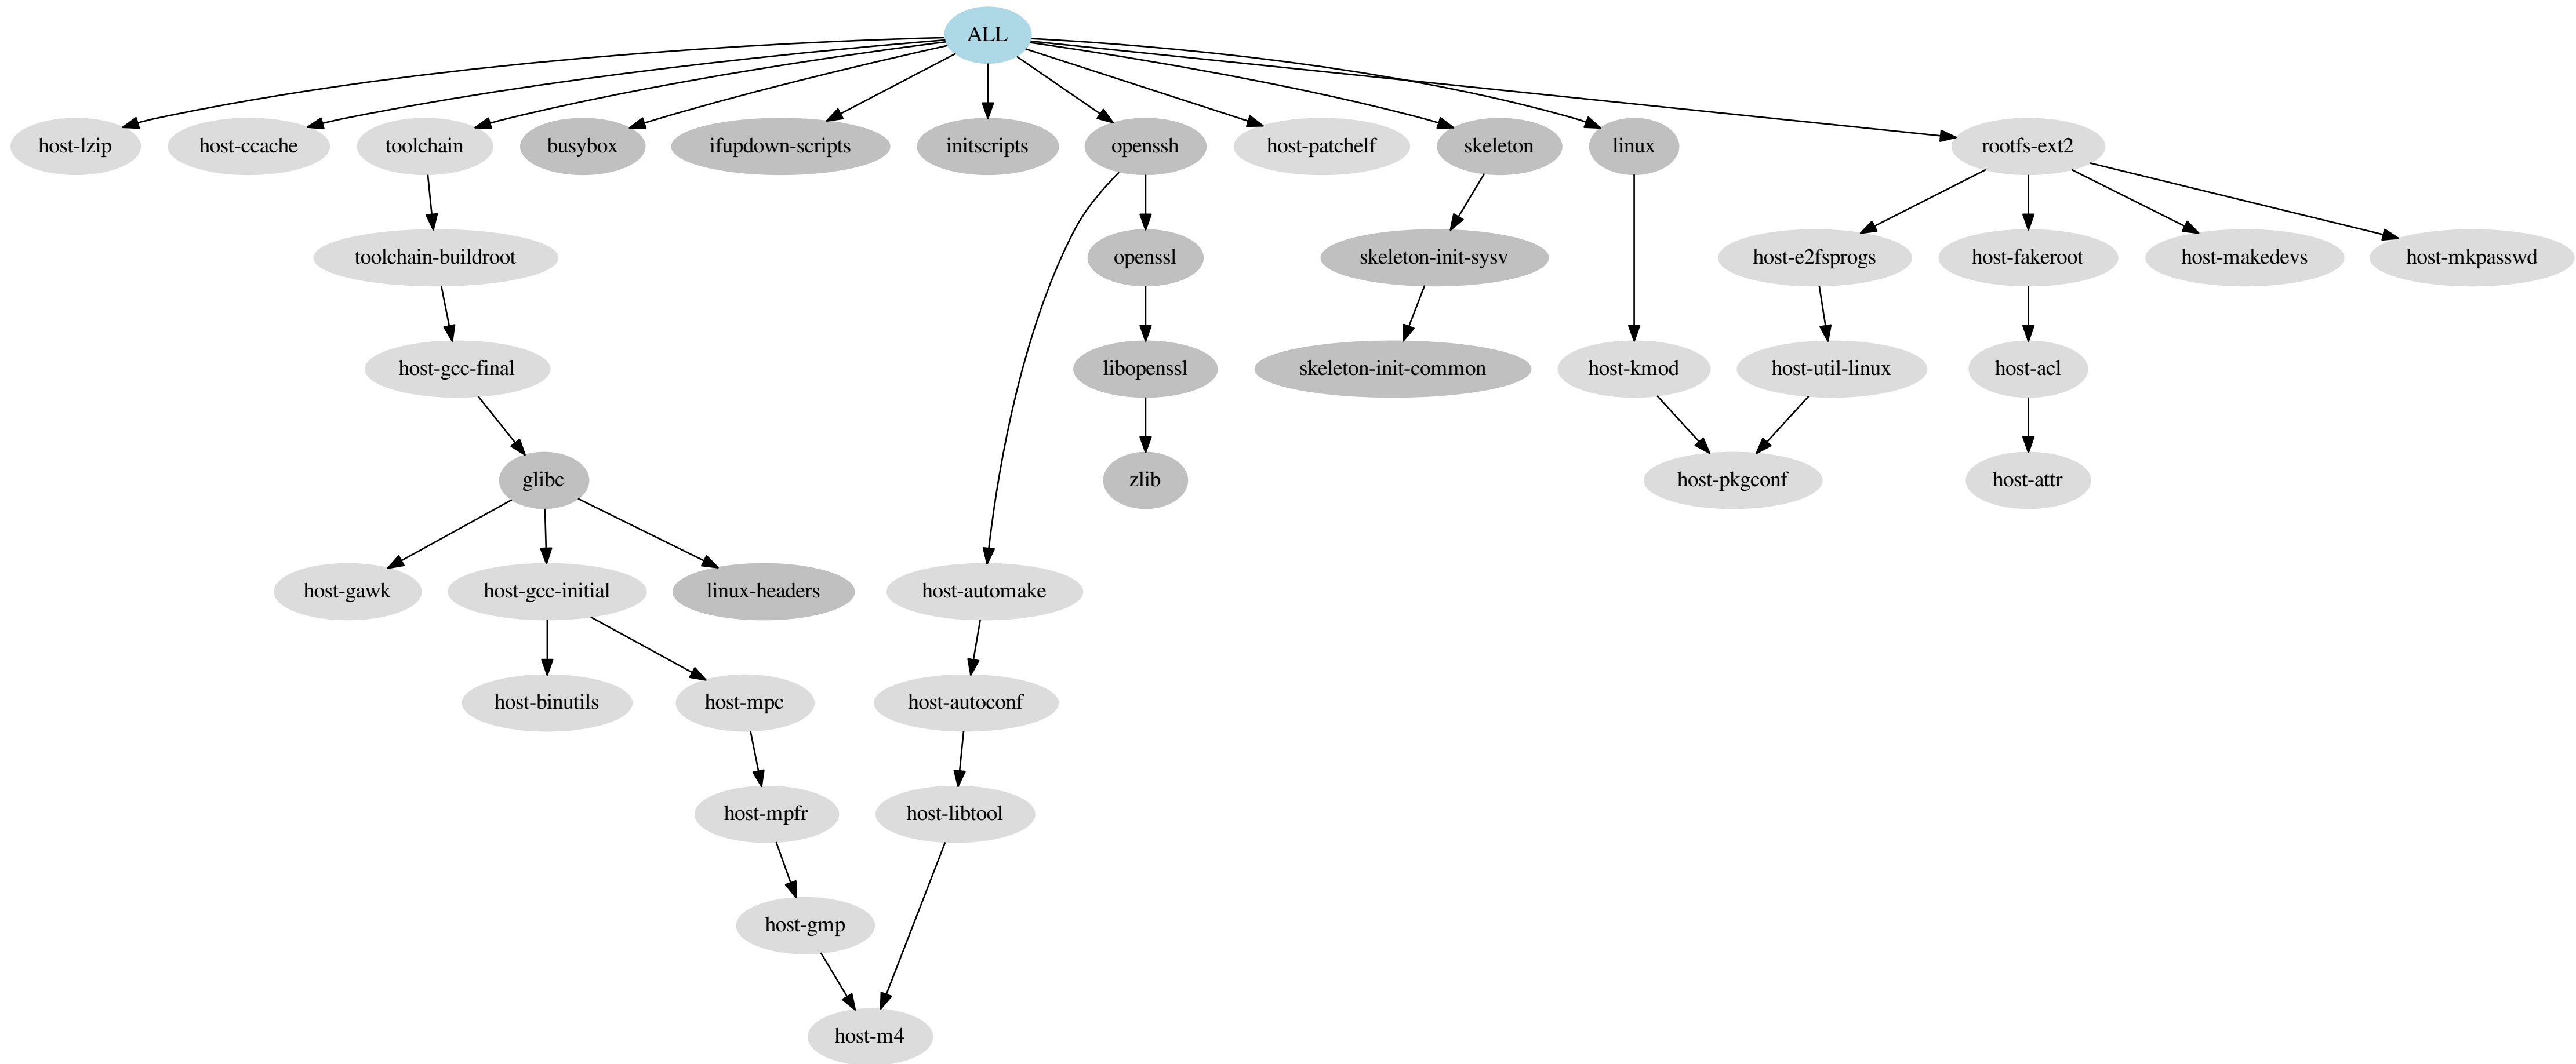 ALL
host-lzip
host-ccache
toolchain
busybox
ifupdown-scripts
initscripts
openssh
host-patchelf
skeleton
linux
rootfs-ext2
toolchain-buildroot
openssl
skeleton-init-sysv
host-e2fsprogs
host-fakeroot
host-makedevs
host-mkpasswd
host-gcc-final
libopenssl
skeleton-init-common
host-kmod
host-util-linux
host-acl
glibc
zlib
host-pkgconf
host-attr
host-gawk
host-gcc-initial
linux-headers
host-automake
host-binutils
host-mpc
host-autoconf
host-mpfr
host-libtool
host-gmp
host-m4